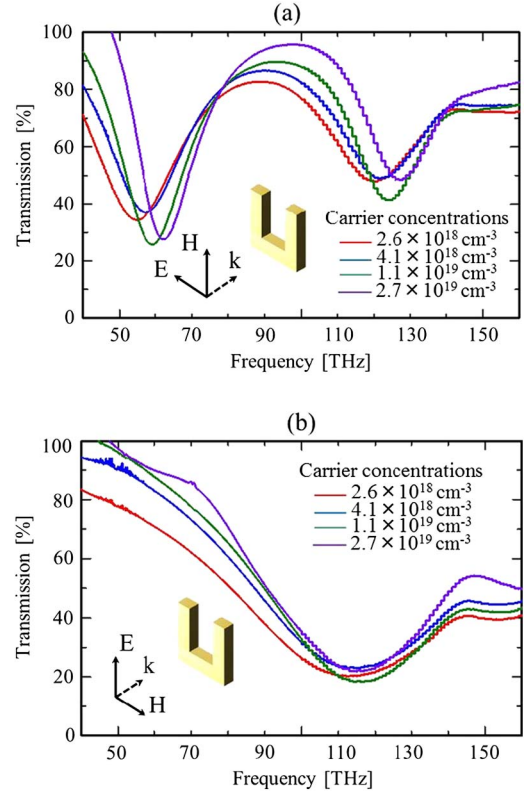 (a)
Transmission [%]
100
80
60
40
20
0
H
E
k
Carrier concentrations
2.6 × 10¹⁸ cm⁻³
4.1 × 10¹⁸ cm⁻³
1.1 × 10¹⁹ cm⁻³
2.7 × 10¹⁹ cm⁻³
50 70 90 110 130 150
Frequency [THz]
(b)
Transmission [%]
100
80
60
40
20
0
Carrier concentrations
2.6 × 10¹⁸ cm⁻³
4.1 × 10¹⁸ cm⁻³
1.1 × 10¹⁹ cm⁻³
2.7 × 10¹⁹ cm⁻³
E
k
H
50 70 90 110 130 150
Frequency [THz]